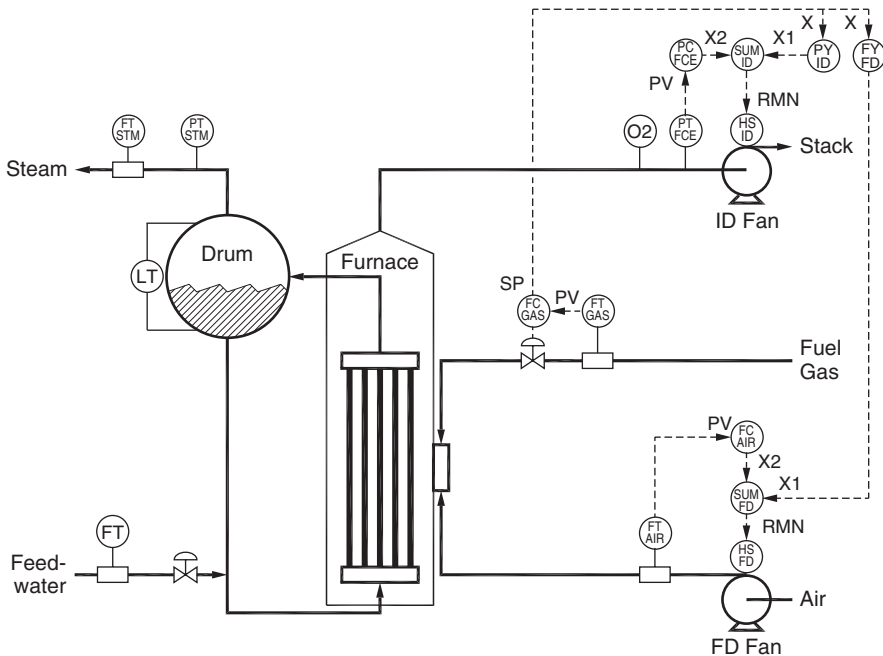 X
X
PC
FCE
X2
SUM
ID
X1
PY
ID
FY
FD
PV
RMN
FT
STM
PT
STM
O2
PT
FCE
HS
ID
Steam
Stack
ID Fan
Drum
Furnace
LT
SP
FC
GAS
PV
FT
GAS
Fuel
Gas
PV
FC
AIR
X2
SUM
FD
X1
FT
FT
AIR
RMN
HS
FD
Feed-
water
Air
FD Fan